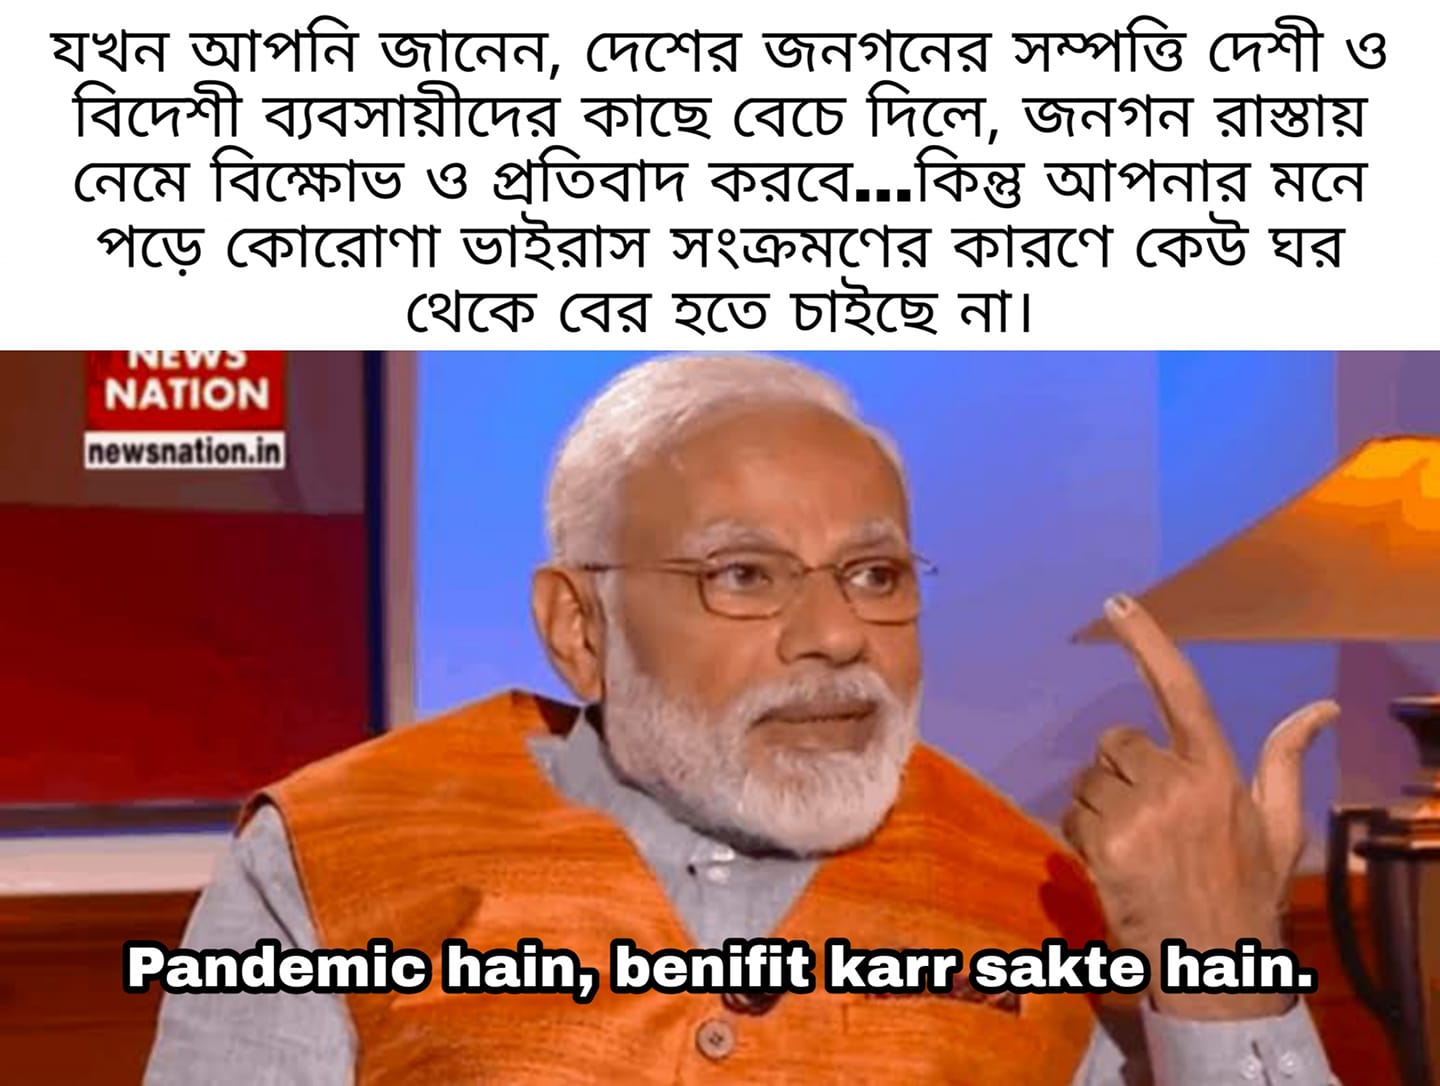 যখন আপনি জানেন, দেশের জনগনের সম্পত্তি দেশী ও
বিদেশী ব্যবসায়ীদের কাছে বেচে দিলে, জনগন রাস্তায়
নেমে বিক্ষোভ ও প্রতিবাদ করবে...কিন্তু আপনার মনে
পড়ে কোরোণা ভাইরাস সংক্রমণের কারণে কেউ ঘর
থেকে বের হতে চাইছে না।
NEWS
NATION
newsnation.in
Pandemic hain, benifit karr sakte hain.